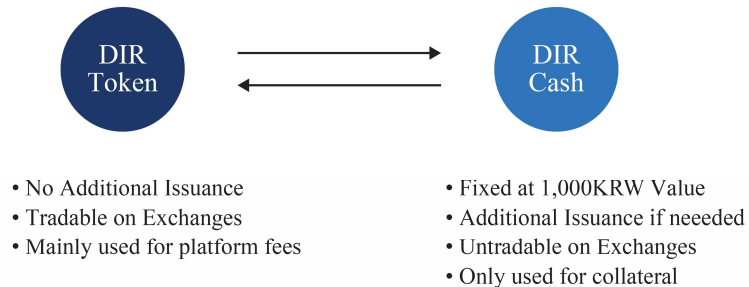 DIR
Token
DIR
Cash
• No Additional Issuance
• Tradable on Exchanges
• Mainly used for platform fees
• Fixed at 1,000KRW Value
• Additional Issuance if neeeded
• Untradable on Exchanges
• Only used for collateral